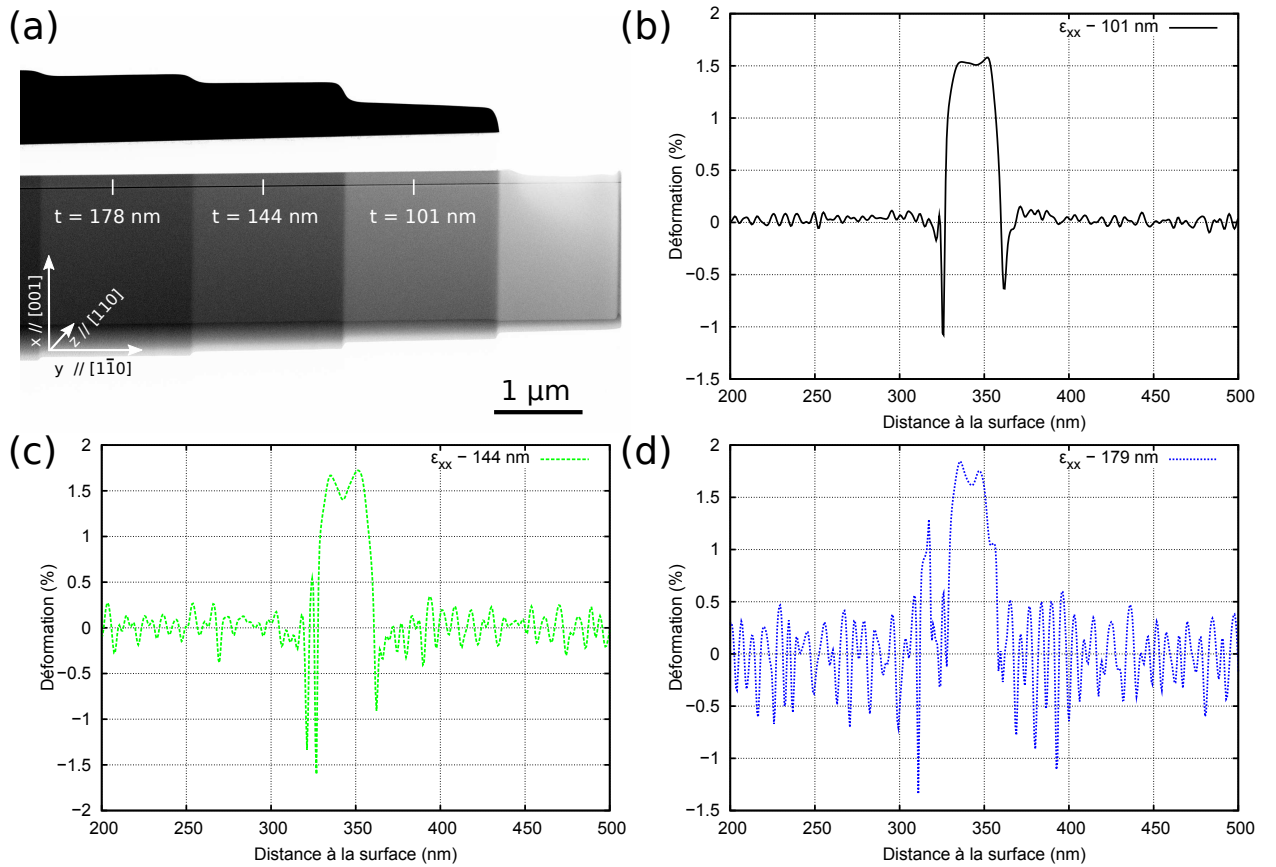 (a)
t = 178 nm
t = 144 nm
t = 101 nm
x // [001]
z // [110]
y // [11̄0]
1 µm
(b)
εxx − 101 nm
Déformation (%)
2
1.5
1
0.5
0
−0.5
−1
−1.5
200
250
300
350
400
450
500
Distance à la surface (nm)
(c)
εxx − 144 nm
Déformation (%)
2
1.5
1
0.5
0
−0.5
−1
−1.5
−2
200
250
300
350
400
450
500
Distance à la surface (nm)
(d)
εxx − 179 nm
Déformation (%)
2
1.5
1
0.5
0
−0.5
−1
−1.5
200
250
300
350
400
450
500
Distance à la surface (nm)